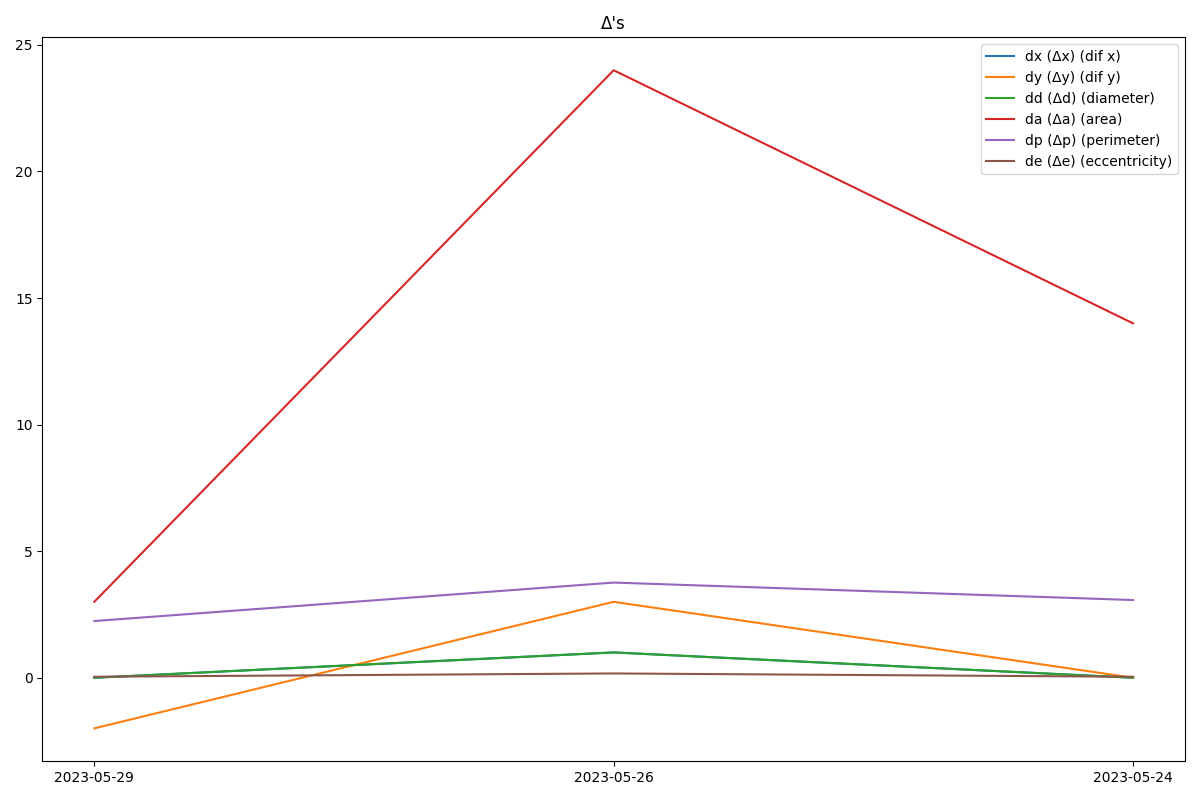 Δ's
25
20
15
10
5
0
dx (Δx) (dif x)
dy (Δy) (dif y)
dd (Δd) (diameter)
da (Δa) (area)
dp (Δp) (perimeter)
de (Δe) (eccentricity)
2023-05-29
2023-05-26
2023-05-24